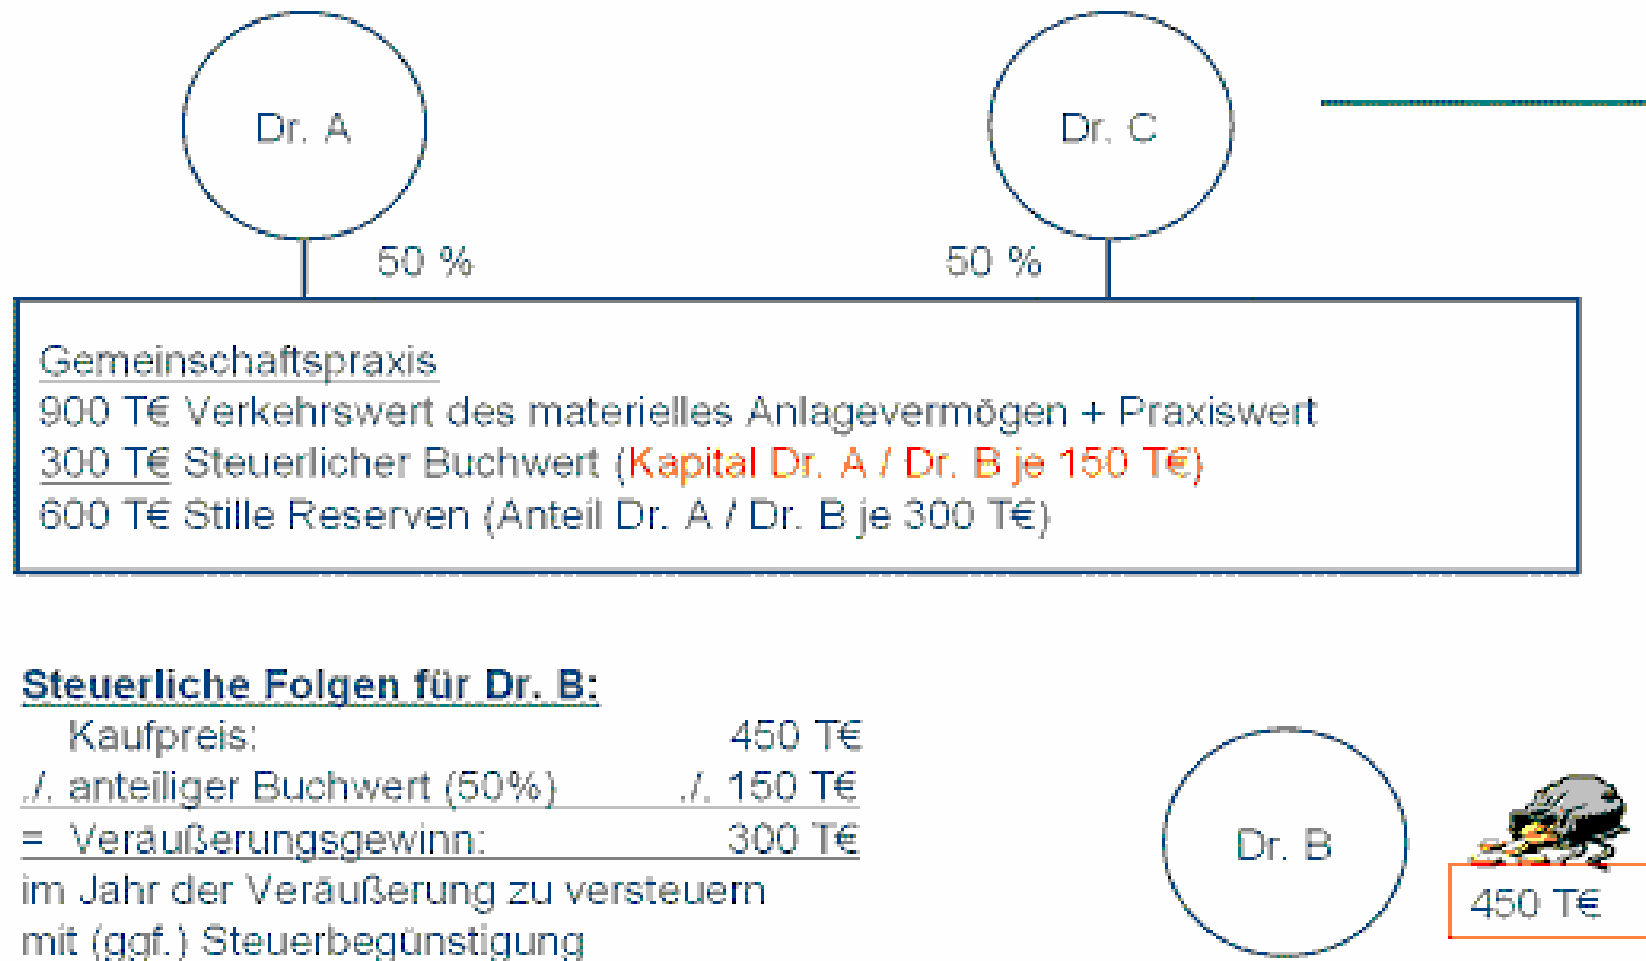 Dr. A
Dr. C
50 %
50 %
Gemeinschaftspraxis
900 T€ Verkehrswert des materielles Anlagevermögen + Praxiswert
300 T€ Steuerlicher Buchwert (Kapital Dr. A / Dr. B je 150 T€)
600 T€ Stille Reserven (Anteil Dr. A / Dr. B je 300 T€)
Steuerliche Folgen für Dr. B:
Kaufpreis: 450 T€
./. anteiliger Buchwert (50%) ./. 150 T€
= Veräußerungsgewinn: 300 T€
im Jahr der Veräußerung zu versteuern
mit (ggf.) Steuerbegünstigung
Dr. B
450 T€